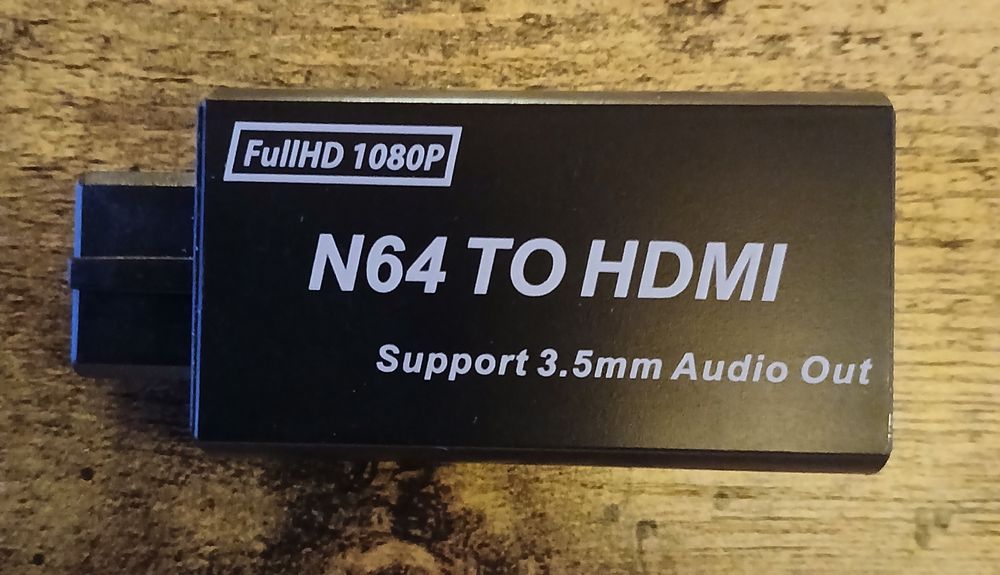 FullHD 1080P
N64 TO HDMI
Support 3.5mm Audio Out